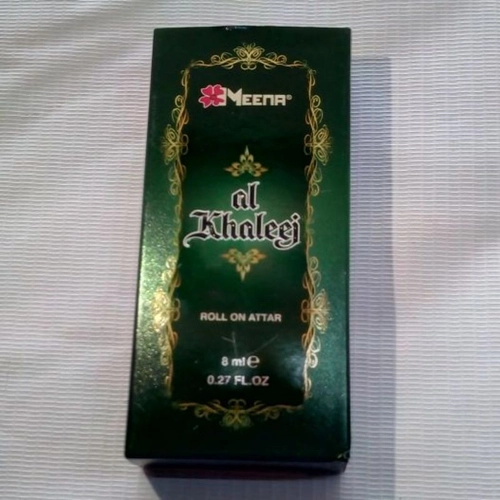 MEENA®
al
Khaleej
ROLL ON ATTAR
8 ml ℮
0.27 FL.OZ